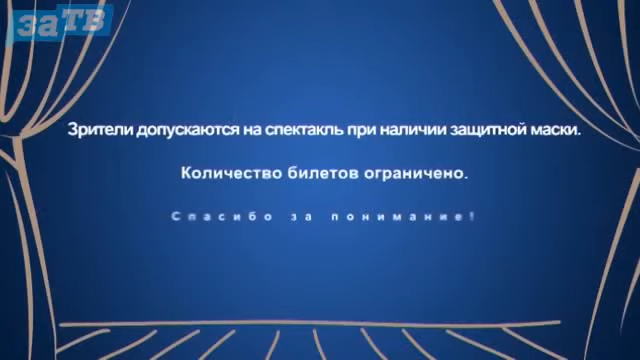 заТВ
Зрители допускаются на спектакль при наличии защитной маски.
Количество билетов ограничено.
Спасибо за понимание!